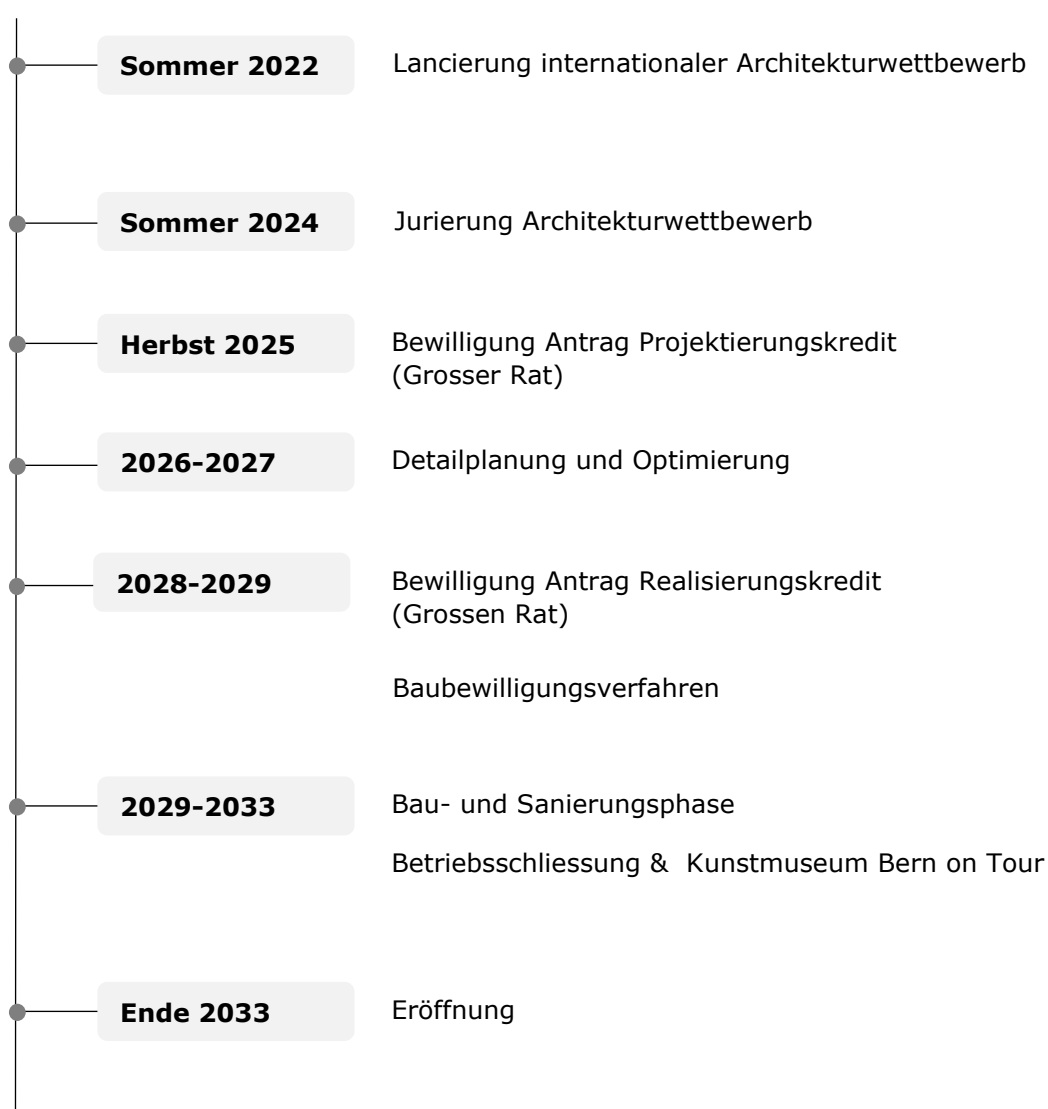 Sommer 2022 Lancierung internationaler Architekturwettbewerb
Sommer 2024 Jurierung Architekturwettbewerb
Herbst 2025 Bewilligung Antrag Projektierungskredit
(Grosser Rat)
2026-2027 Detailplanung und Optimierung
2028-2029 Bewilligung Antrag Realisierungskredit
(Grossen Rat)
Baubewilligungsverfahren
2029-2033 Bau- und Sanierungsphase
Betriebsschliessung & Kunstmuseum Bern on Tour
Ende 2033 Eröffnung